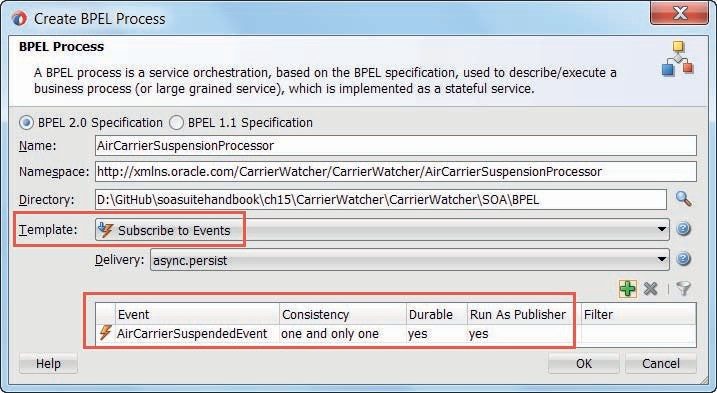 Create BPEL Process
BPEL Process
A BPEL process is a service orchestration, based on the BPEL specification, used to describe/execute a
business process (or large grained service), which is implemented as a stateful service.
BPEL 2.0 Specification BPEL 1.1 Specification
Name: AirCarrierSuspensionProcessor
Namespace: http://xmlns.oracle.com/CarrierWatcher/CarrierWatcher/AirCarrierSuspensionProcessor
Directory: D:\GitHub\soasuitehandbook\ch15\CarrierWatcher\CarrierWatcher\SOA\BPEL
Template: Subscribe to Events
Delivery: async.persist
Event Consistency Durable Run As Publisher Filter
AirCarrierSuspendedEvent one and only one yes yes
Help OK Cancel